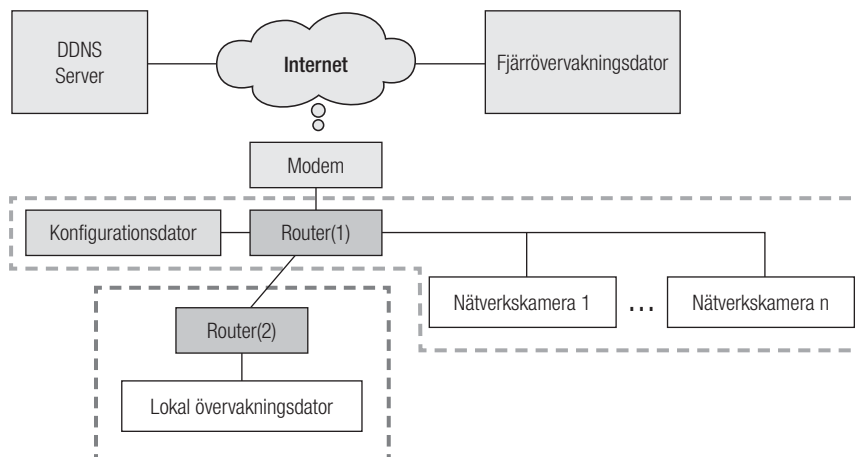 DDNS
Server
Internet
Fjärrövervakningsdator
Modem
Konfigurationsdator
Router(1)
Nätverkskamera 1
...
Nätverkskamera n
Router(2)
Lokal övervakningsdator